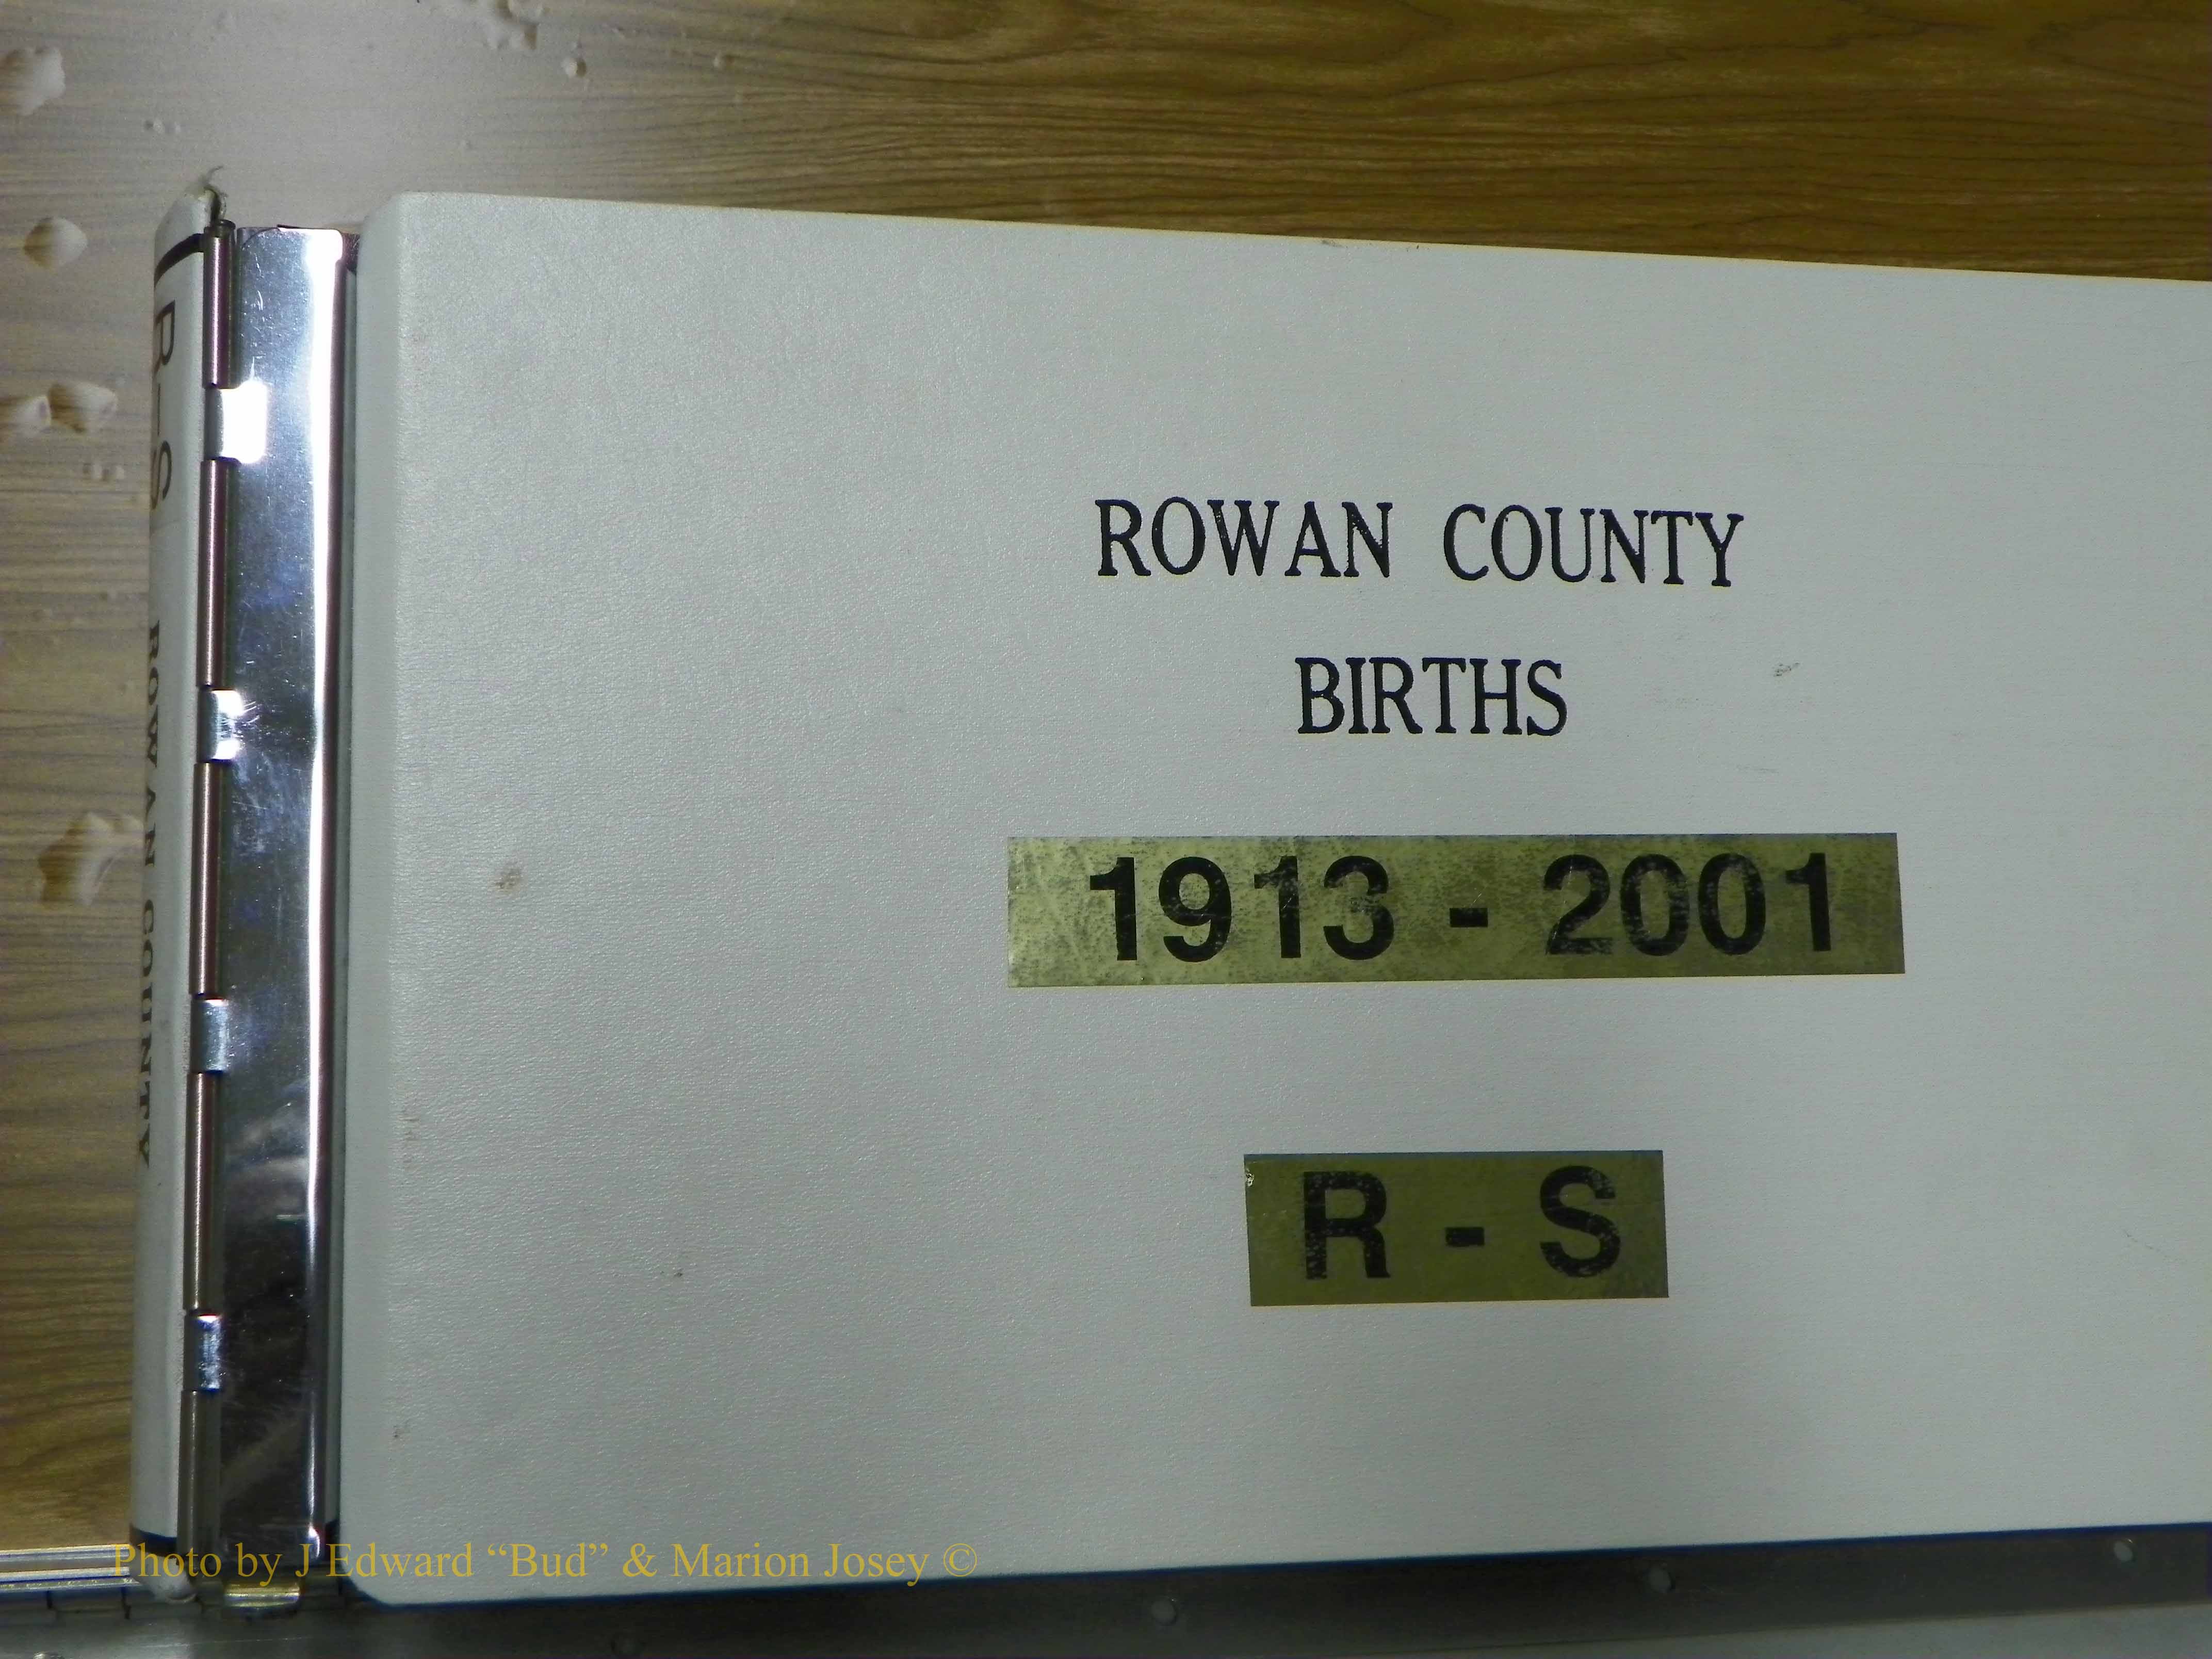 ROWAN COUNTY
BIRTHS
1913 - 2001
R - S
R-S ROWAN COUNTY
Photo by J Edward “Bud” & Marion Josey ©